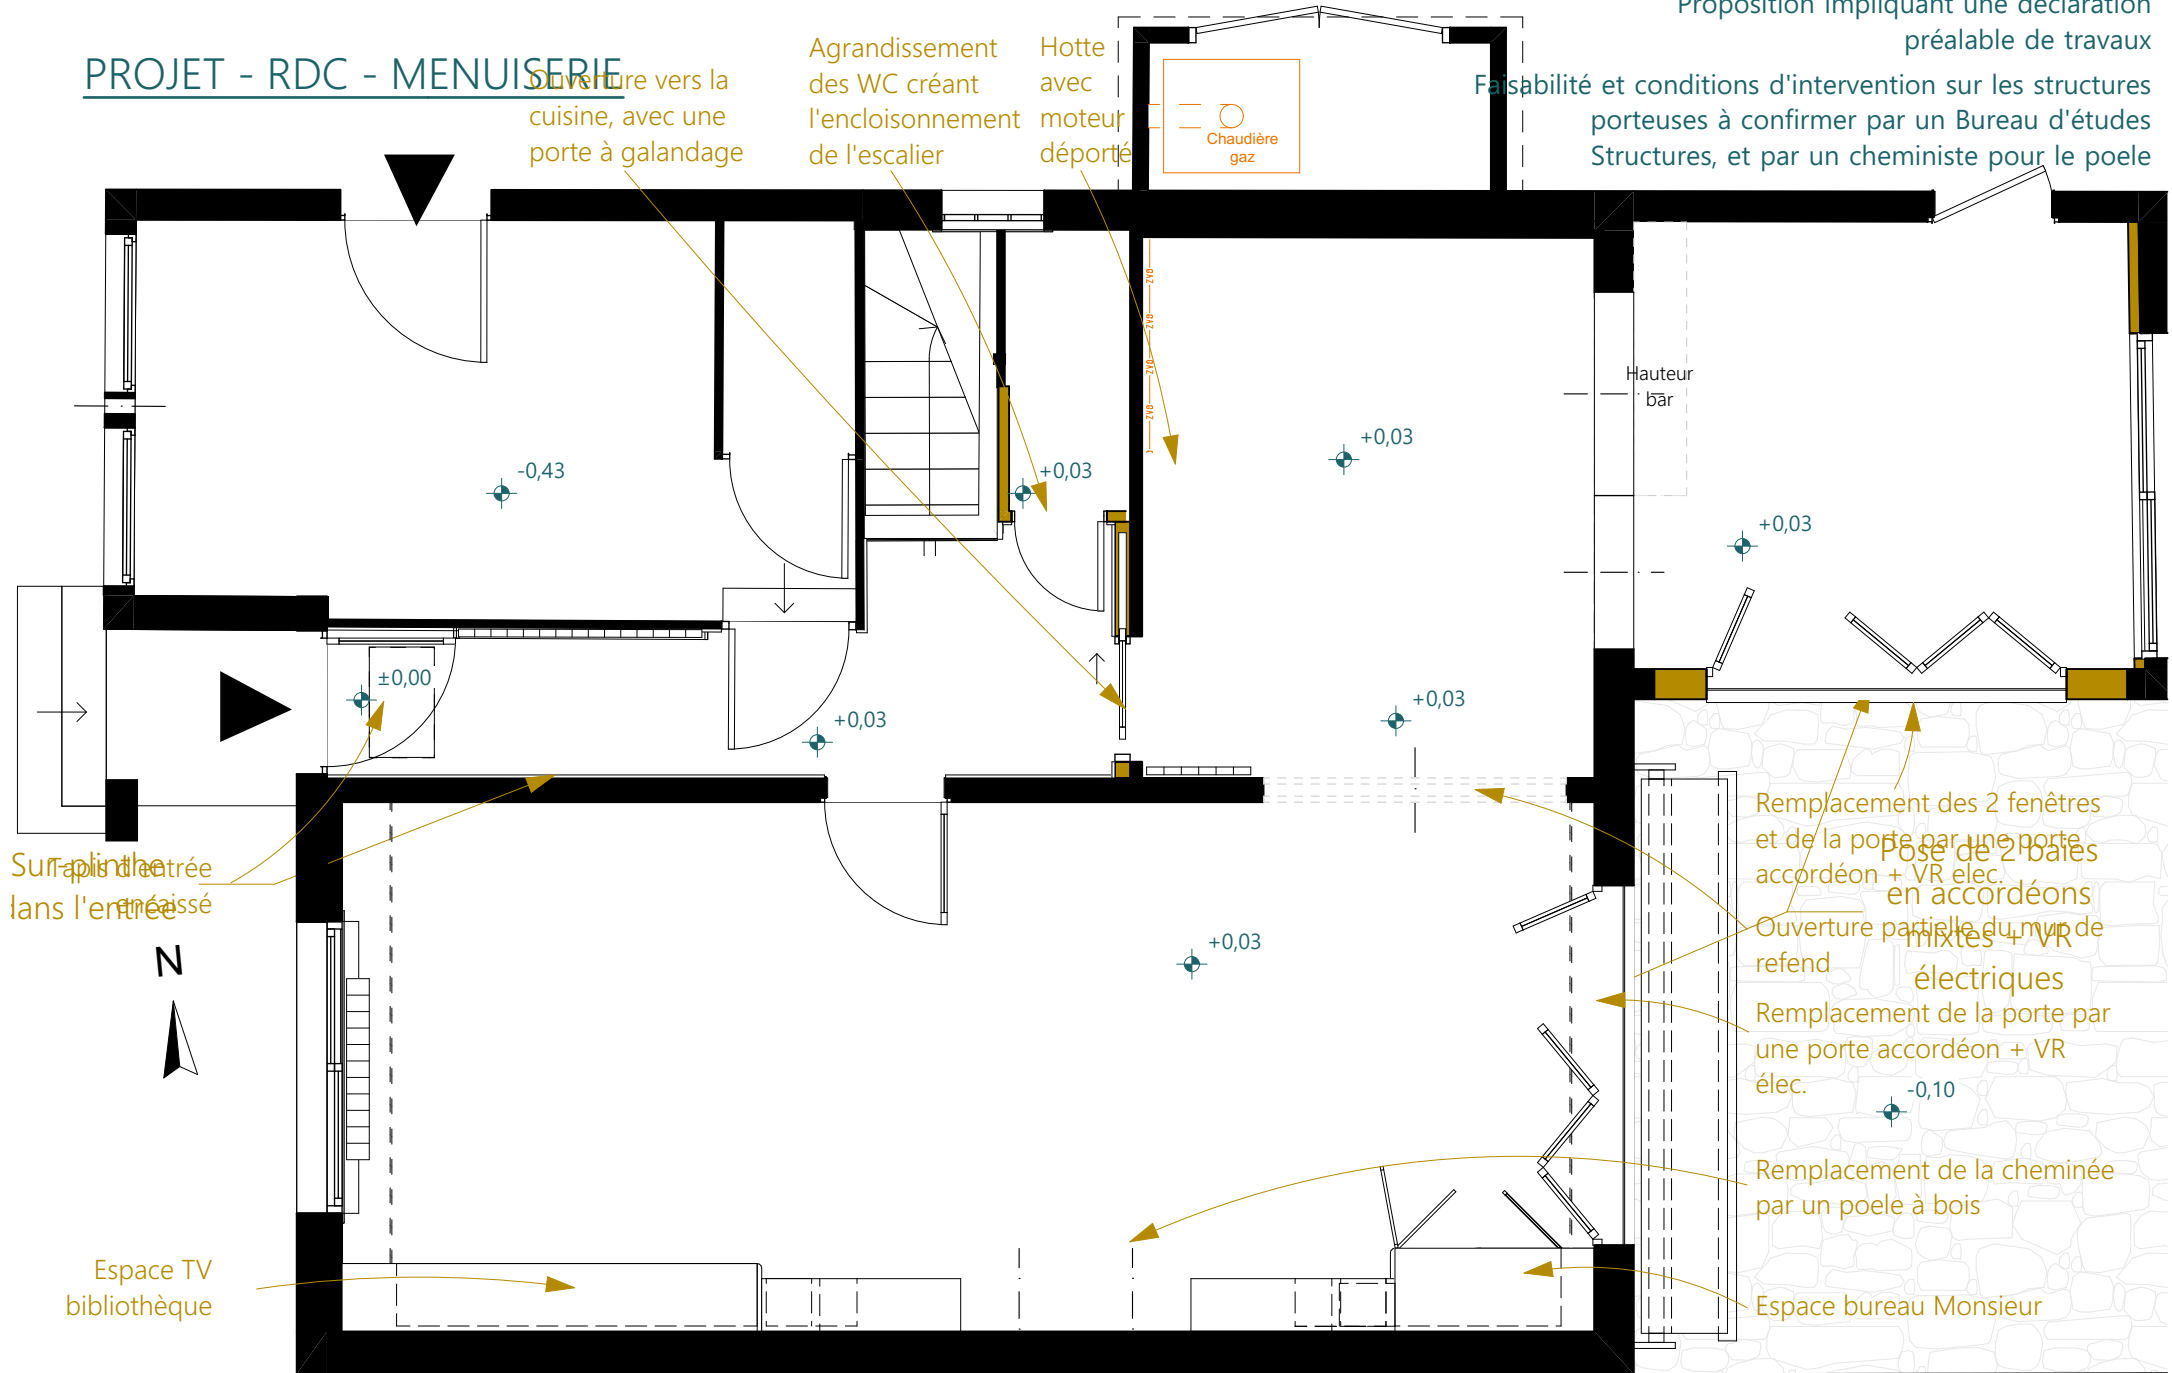 Proposition impliquant une déclaration
préalable de travaux
Faisabilité et conditions d'intervention sur les structures
porteuses à confirmer par un Bureau d'études
Structures, et par un cheministe pour le poele
PROJET - RDC - MENUISERIE
Ouverture vers la
cuisine, avec une
porte à galandage
Agrandissement
des WC créant
l'encloisonnement
de l'escalier
Hotte
avec
moteur
déporté
Chaudière
gaz
GAZ
GAZ
GAZ
GAZ
Hauteur
bar
-0,43
+0,03
+0,03
+0,03
±0,00
+0,03
+0,03
Sur-plinthe
dans l'entrée
Tapis d'entrée
encaissé
N
+0,03
Remplacement des 2 fenêtres
et de la porte par une porte
accordéon + VR elec.
Pose de 2 baies
en accordéons
mixtes + VR
électriques
Ouverture partielle du mur de
refend
Remplacement de la porte par
une porte accordéon + VR
élec.
-0,10
Remplacement de la cheminée
par un poele à bois
Espace TV
bibliothèque
Espace bureau Monsieur